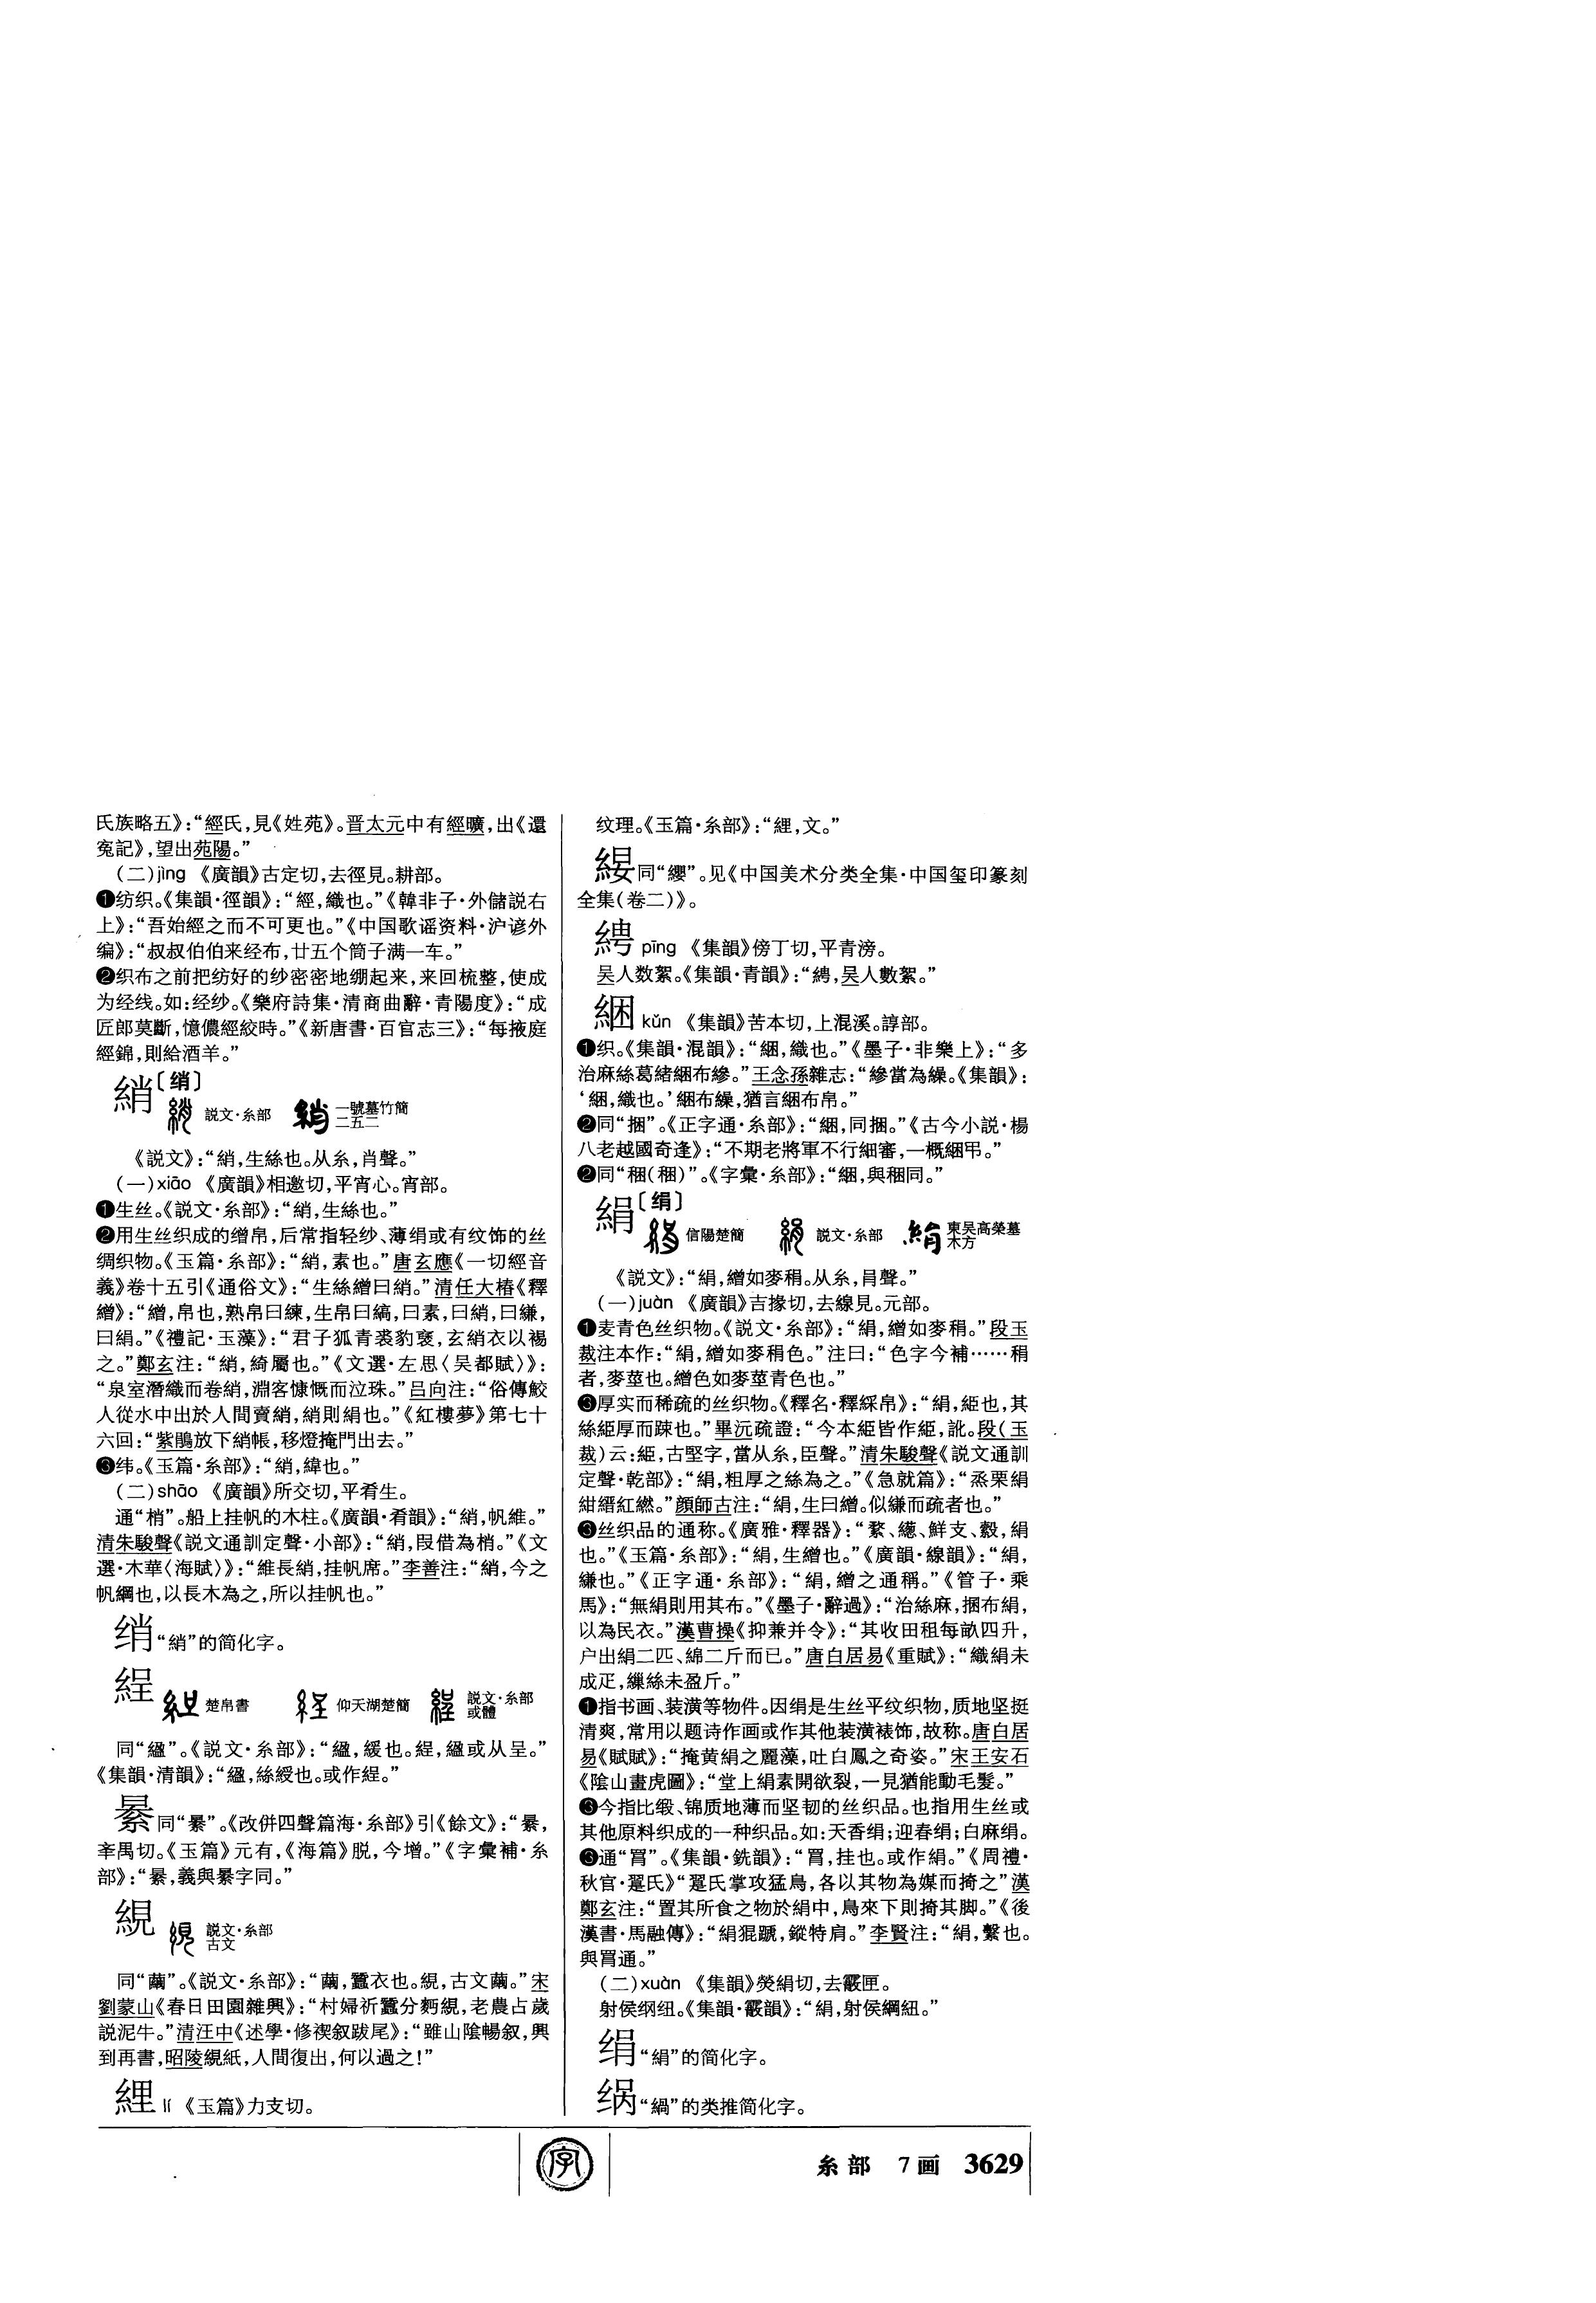 氏族略五》：“經氏，見《姓苑》。晋太元中有經曠，出《還
寃記》，望出苑陽。”
（二）jìng 《廣韻》古定切，去徑見。耕部。
❶纺织。《集韻·徑韻》：“經，織也。”《韓非子·外儲説右
上》：“吾始經之而不可更也。”《中国歌谣资料·沪谚外
编》：“叔叔伯伯来经布，廿五个筒子满一车。”
❷织布之前把纺好的纱密密地绷起来，来回梳整，使成
为经线。如：经纱。《樂府詩集·清商曲辭·青陽度》：“成
匠郎莫斷，憶儂經絞時。”《新唐書·百官志三》：“每掖庭
經錦，則給酒羊。”
綃〔绡〕
説文·糸部 一號墓竹簡
二五二
《説文》：“綃，生絲也。从糸，肖聲。”
（一）xiāo 《廣韻》相邀切，平宵心。宵部。
❶生丝。《説文·糸部》：“綃，生絲也。”
❷用生丝织成的缯帛，后常指轻纱、薄绢或有纹饰的丝
绸织物。《玉篇·糸部》：“綃，素也。”唐玄應《一切經音
義》卷十五引《通俗文》：“生絲繒曰綃。”清任大椿《釋
繒》：“繒，帛也，熟帛曰練，生帛曰縞，曰素，曰綃，曰縑，
曰絹。”《禮記·玉藻》：“君子狐青裘豹褎，玄綃衣以裼
之。”鄭玄注：“綃，綺屬也。”《文選·左思〈吴都賦〉》：
“泉室潛織而卷綃，淵客慷慨而泣珠。”吕向注：“俗傳鮫
人從水中出於人間賣綃，綃則絹也。”《紅樓夢》第七十
六回：“紫鵑放下綃帳，移燈掩門出去。”
❸纬。《玉篇·糸部》：“綃，緯也。”
（二）shāo 《廣韻》所交切，平肴生。
通“梢”。船上挂帆的木柱。《廣韻·肴韻》：“綃，帆維。”
清朱駿聲《説文通訓定聲·小部》：“綃，叚借為梢。”《文
選·木華〈海賦〉》：“維長綃，挂帆席。”李善注：“綃，今之
帆綱也，以長木為之，所以挂帆也。”
绡“綃”的简化字。
綎 楚帛書 仰天湖楚簡 説文·糸部
或體
同“縕”。《説文·糸部》：“縕，緩也。䋼，縕或从呈。”
《集韻·清韻》：“縕，絲綬也。或作䋼。”
同“㬥”。《改併四聲篇海·糸部》引《餘文》：
《玉篇》元有，《海篇》脱，今增。”《字彙補·糸
部》：
絸 説文·糸部
古文
同“繭”。《説文·糸部》：“繭，蠶衣也。絸，古文繭。”宋
劉蒙山《春日田園雜興》：“村婦祈蠶分麪絸，老農占歲
説泥牛。”清汪中《述學·修禊叙跋尾》：“雖山陰暢叙，興
到再書，昭陵絸紙，人間復出，何以過之！”
緸 lí 《玉篇》力支切。
纹理。《玉篇·糸部》：“𥿻，文。”
同“纓”。见《中国美术分类全集·中国玺印篆刻
全集（卷二）》。
䋶 pīng 《集韻》傍丁切，平青滂。
吴人数絮。《集韻·青韻》：“䋶，吴人數絮。”
綑 kǔn 《集韻》苦本切，上混溪。諄部。
❶织。《集韻·混韻》：“綑，織也。”《墨子·非樂上》：“多
治麻絲葛緒綑布縿。”王念孫雜志：“縿當為繰。《集韻》：
‘綑，織也。’綑布繰，猶言綑布帛。”
❷同“捆”。《正字通·糸部》：“綑，同捆。”《古今小説·楊
八老越國奇逢》：“不期老將軍不行細審，一概綑弔。”
❷同“稇（稛）”。《字彙·糸部》：“綑，與稇同。”
絹〔绢〕
信陽楚簡 説文·糸部 東吴高榮墓
木方
《説文》：“絹，繒如麥䅌。从糸，肙聲。”
（一）juàn 《廣韻》吉掾切，去線見。元部。
❶麦青色丝织物。《説文·糸部》：“絹，繒如麥䅌。”段玉
裁注本作：“絹，繒如麥䅌色。”注曰：“色字今補……䅌
者，麥莖也。繒色如麥莖青色也。”
❸厚实而稀疏的丝织物。《釋名·釋綵帛》：“絹，䋗也，其
絲䋗厚而踈也。”畢沅疏證：“今本䋗皆作絚，訛。段（玉
裁）云：䋗，古堅字，當从糸，臣聲。”清朱駿聲《説文通訓
定聲·乾部》：“絹，粗厚之絲為之。”《急就篇》：“烝栗絹
紺縉紅繎。”顔師古注：“絹，生曰繒。似縑而疏者也。”
❸丝织品的通称。《廣雅·釋器》：“䋷、繐、鮮支、縠，絹
也。”《玉篇·糸部》：“絹，生繒也。”《廣韻·線韻》：“絹，
縑也。”《正字通·糸部》：“絹，繒之通稱。”《管子·乘
馬》：“無絹則用其布。”《墨子·辭過》：“治絲麻，捆布絹，
以為民衣。”漢曹操《抑兼并令》：“其收田租每畝四升，
户出絹二匹、綿二斤而已。”唐白居易《重賦》：“織絹未
成疋，繅絲未盈斤。”
❶指书画、装潢等物件。因绢是生丝平纹织物，质地坚挺
清爽，常用以题诗作画或作其他装潢裱饰，故称。唐白居
易《賦賦》：“掩黄絹之麗藻，吐白鳳之奇姿。”宋王安石
《陰山畫虎圖》：“堂上絹素開欲裂，一見猶能動毛髮。”
❸今指比缎、锦质地薄而坚韧的丝织品。也指用生丝或
其他原料织成的一种织品。如：天香绢；迎春绢；白麻绢。
❸通“罥”。《集韻·銑韻》：“罥，挂也。或作絹。”《周禮·
秋官·翨氏》“翨氏掌攻猛鳥，各以其物為媒而掎之”漢
鄭玄注：“置其所食之物於絹中，鳥來下則掎其脚。”《後
漢書·馬融傳》：“絹猑蹏，鏦特肩。”李賢注：“絹，繫也。
與罥通。”
（二）xuàn 《集韻》熒絹切，去霰匣。
射侯纲纽。《集韻·霰韻》：“絹，射侯綱紐。”
绢“絹”的简化字。
䌺“緺”的类推简化字。
字
糸部 7画 3629